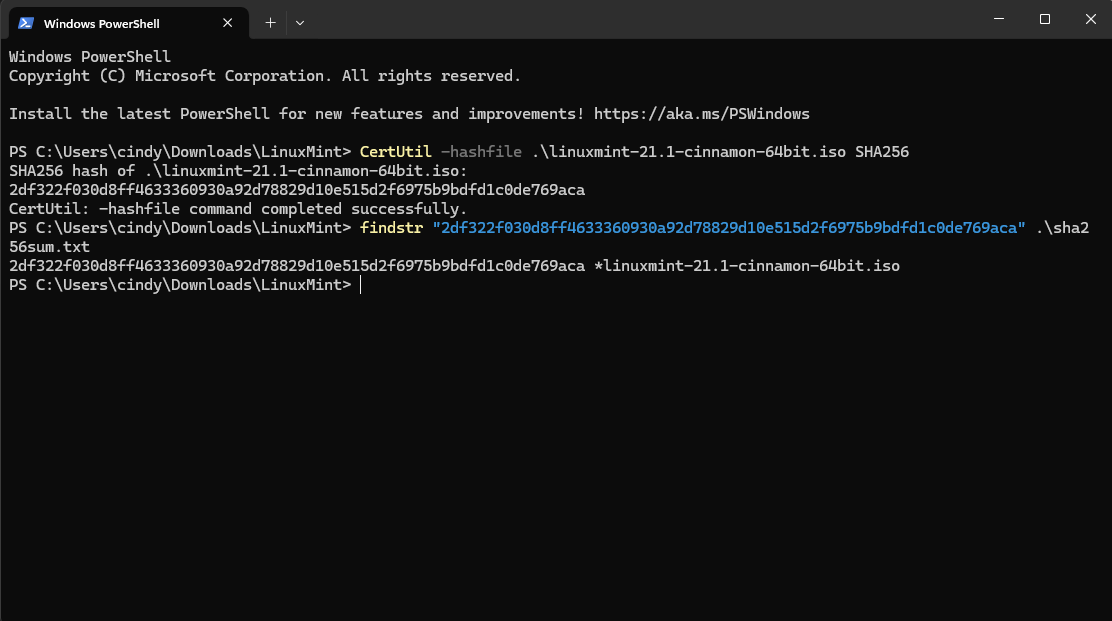 Windows PowerShell
Windows PowerShell
Copyright (C) Microsoft Corporation. All rights reserved.
Install the latest PowerShell for new features and improvements! https://aka.ms/PSWindows
PS C:\Users\cindy\Downloads\LinuxMint> CertUtil -hashfile .\linuxmint-21.1-cinnamon-64bit.iso SHA256
SHA256 hash of .\linuxmint-21.1-cinnamon-64bit.iso:
2df322f030d8ff4633360930a92d78829d10e515d2f6975b9bdfd1c0de769aca
CertUtil: -hashfile command completed successfully.
PS C:\Users\cindy\Downloads\LinuxMint> findstr "2df322f030d8ff4633360930a92d78829d10e515d2f6975b9bdfd1c0de769aca" .\sha2
56sum.txt
2df322f030d8ff4633360930a92d78829d10e515d2f6975b9bdfd1c0de769aca *linuxmint-21.1-cinnamon-64bit.iso
PS C:\Users\cindy\Downloads\LinuxMint>